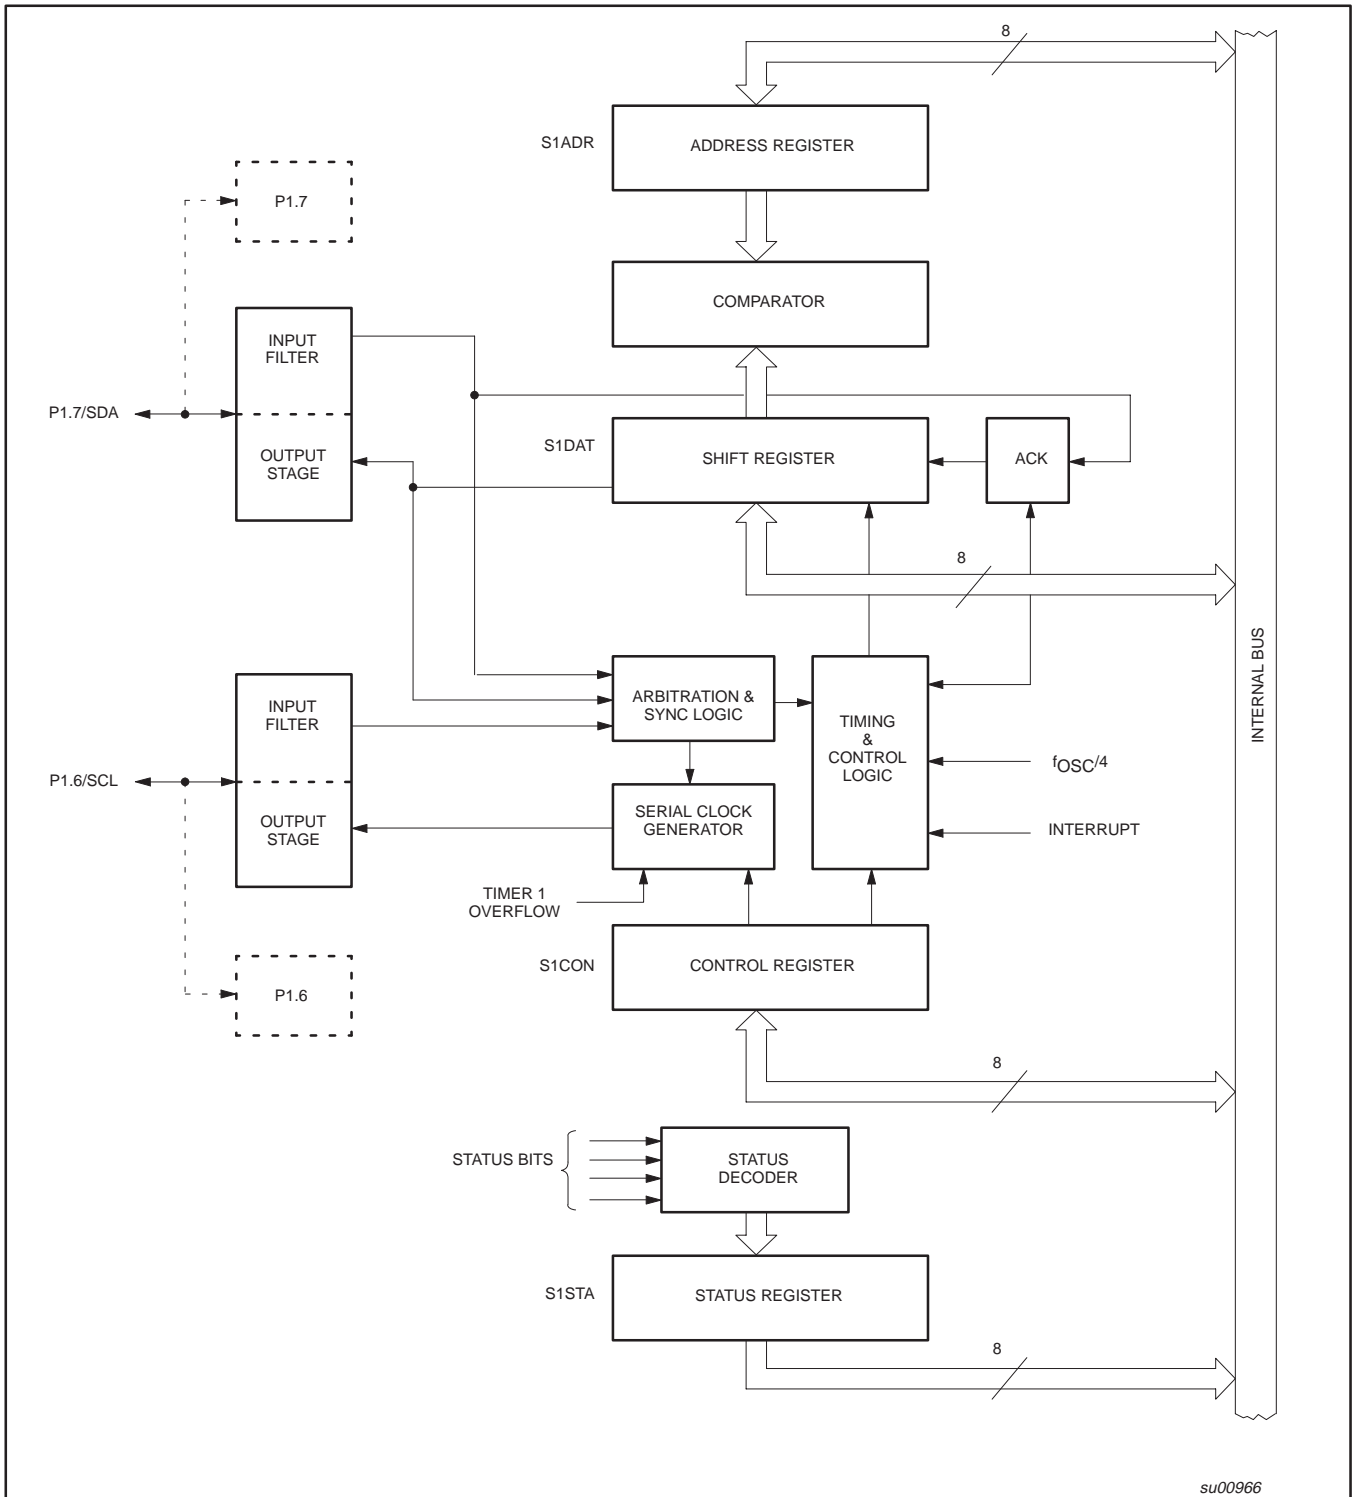 8
S1ADR
ADDRESS REGISTER
P1.7
COMPARATOR
INPUT
FILTER
P1.7/SDA
OUTPUT
STAGE
S1DAT
SHIFT REGISTER
ACK
8
INTERNAL BUS
INPUT
FILTER
ARBITRATION &
SYNC LOGIC
TIMING
&
CONTROL
LOGIC
fOSC/4
P1.6/SCL
OUTPUT
STAGE
SERIAL CLOCK
GENERATOR
INTERRUPT
TIMER 1
OVERFLOW
S1CON
CONTROL REGISTER
P1.6
8
STATUS BITS
STATUS
DECODER
S1STA
STATUS REGISTER
8
su00966